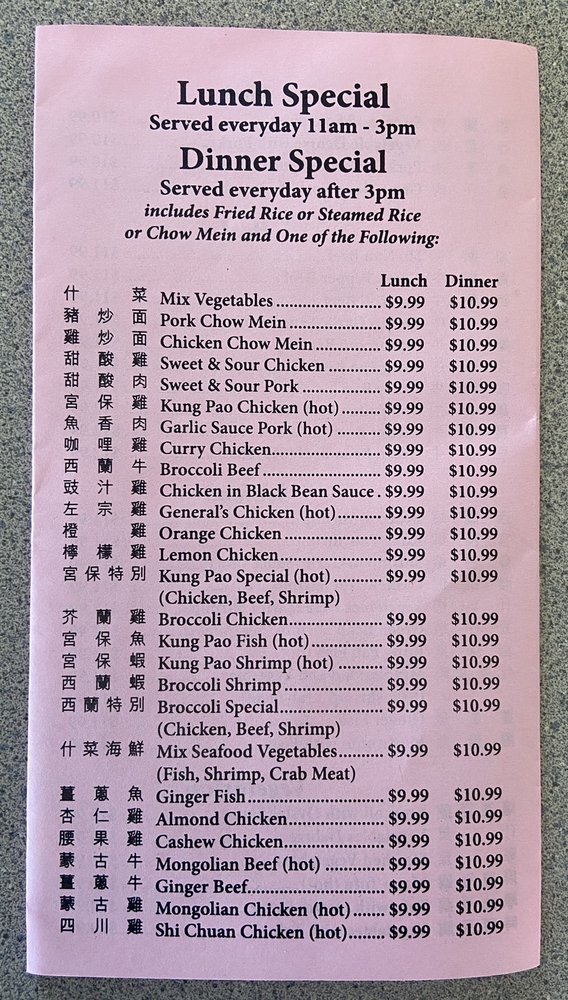 Lunch Special
Served everyday 11am - 3pm
Dinner Special
Served everyday after 3pm
includes Fried Rice or Steamed Rice
or Chow Mein and One of the Following:
Lunch Dinner
什菜 Mix Vegetables $9.99 $10.99
豬炒面 Pork Chow Mein $9.99 $10.99
雞炒面 Chicken Chow Mein $9.99 $10.99
甜酸雞 Sweet & Sour Chicken $9.99 $10.99
甜酸肉 Sweet & Sour Pork $9.99 $10.99
宮保雞 Kung Pao Chicken (hot) $9.99 $10.99
魚香肉 Garlic Sauce Pork (hot) $9.99 $10.99
咖哩雞 Curry Chicken $9.99 $10.99
西蘭牛 Broccoli Beef $9.99 $10.99
豉汁雞 Chicken in Black Bean Sauce $9.99 $10.99
左宗雞 General's Chicken (hot) $9.99 $10.99
橙雞 Orange Chicken $9.99 $10.99
檸檬雞 Lemon Chicken $9.99 $10.99
宮保特別 Kung Pao Special (hot) $9.99 $10.99
(Chicken, Beef, Shrimp)
芥蘭雞 Broccoli Chicken $9.99 $10.99
宮保魚 Kung Pao Fish (hot) $9.99 $10.99
宮保蝦 Kung Pao Shrimp (hot) $9.99 $10.99
西蘭蝦 Broccoli Shrimp $9.99 $10.99
西蘭特別 Broccoli Special $9.99 $10.99
(Chicken, Beef, Shrimp)
什菜海鮮 Mix Seafood Vegetables $9.99 $10.99
(Fish, Shrimp, Crab Meat)
薑蔥魚 Ginger Fish $9.99 $10.99
杏仁雞 Almond Chicken $9.99 $10.99
腰果雞 Cashew Chicken $9.99 $10.99
蒙古牛 Mongolian Beef (hot) $9.99 $10.99
薑蔥牛 Ginger Beef $9.99 $10.99
蒙古雞 Mongolian Chicken (hot) $9.99 $10.99
四川雞 Shi Chuan Chicken (hot) $9.99 $10.99